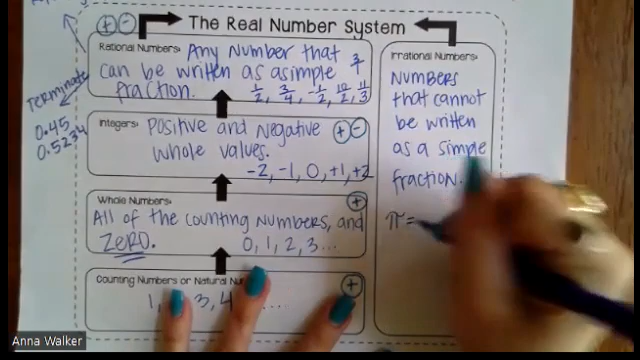 The Real Number System
Rational Numbers: Any Number that
can be written as a simple
fraction. 1/2, 3/4, -1/2, 10/2, 11/3
Terminate
0.45
0.5234
Integers: Positive and Negative
whole values.
-2, -1, 0, +1, +2
Whole Numbers:
All of the counting Numbers, and
ZERO. 0, 1, 2, 3...
Counting Numbers or Natural
1, 3, 4
Irrational Numbers:
Numbers
that cannot
be written
as a simple
fraction.
π=
Anna Walker